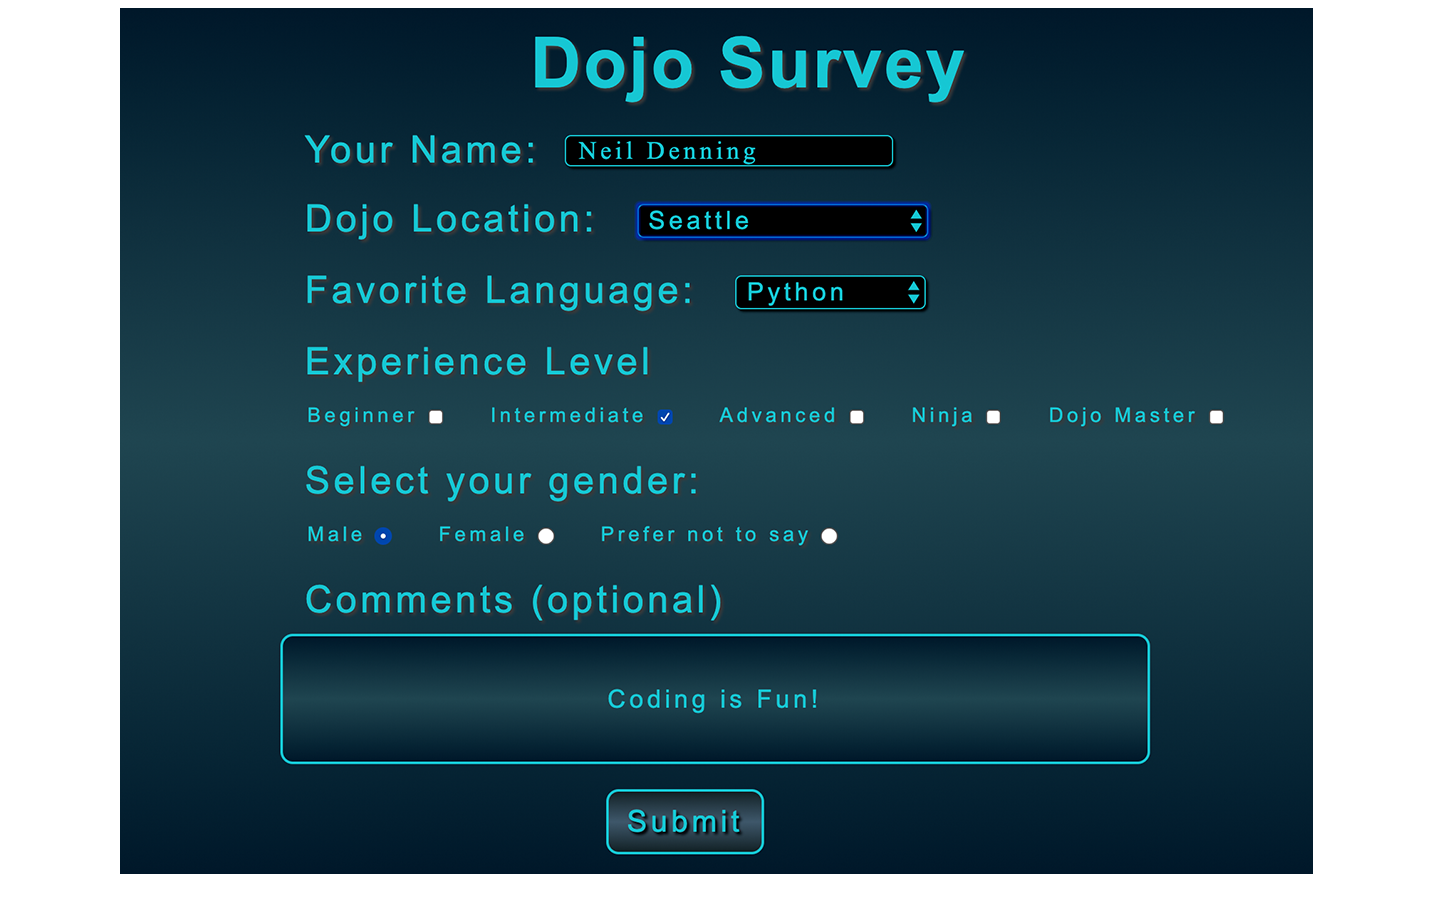 Dojo Survey
Your Name: Neil Denning
Dojo Location: Seattle
Favorite Language: Python
Experience Level
Beginner Intermediate Advanced Ninja Dojo Master
Select your gender:
Male Female Prefer not to say
Comments (optional)
Coding is Fun!
Submit